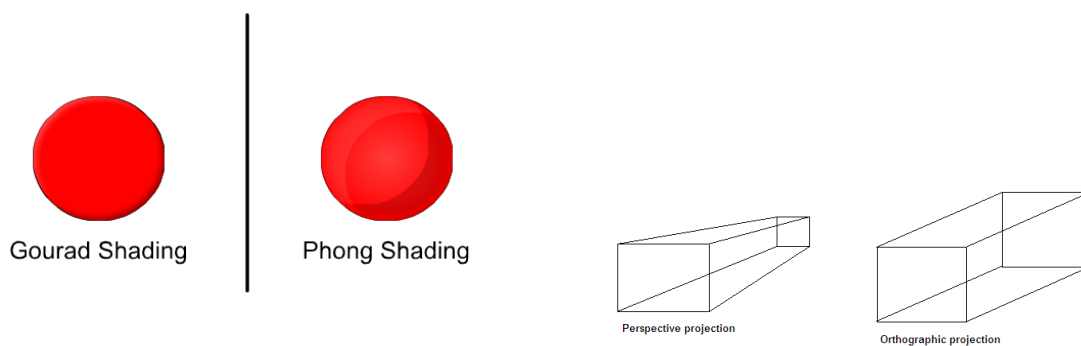 Gourad Shading
Phong Shading
Perspective projection
Orthographic projection